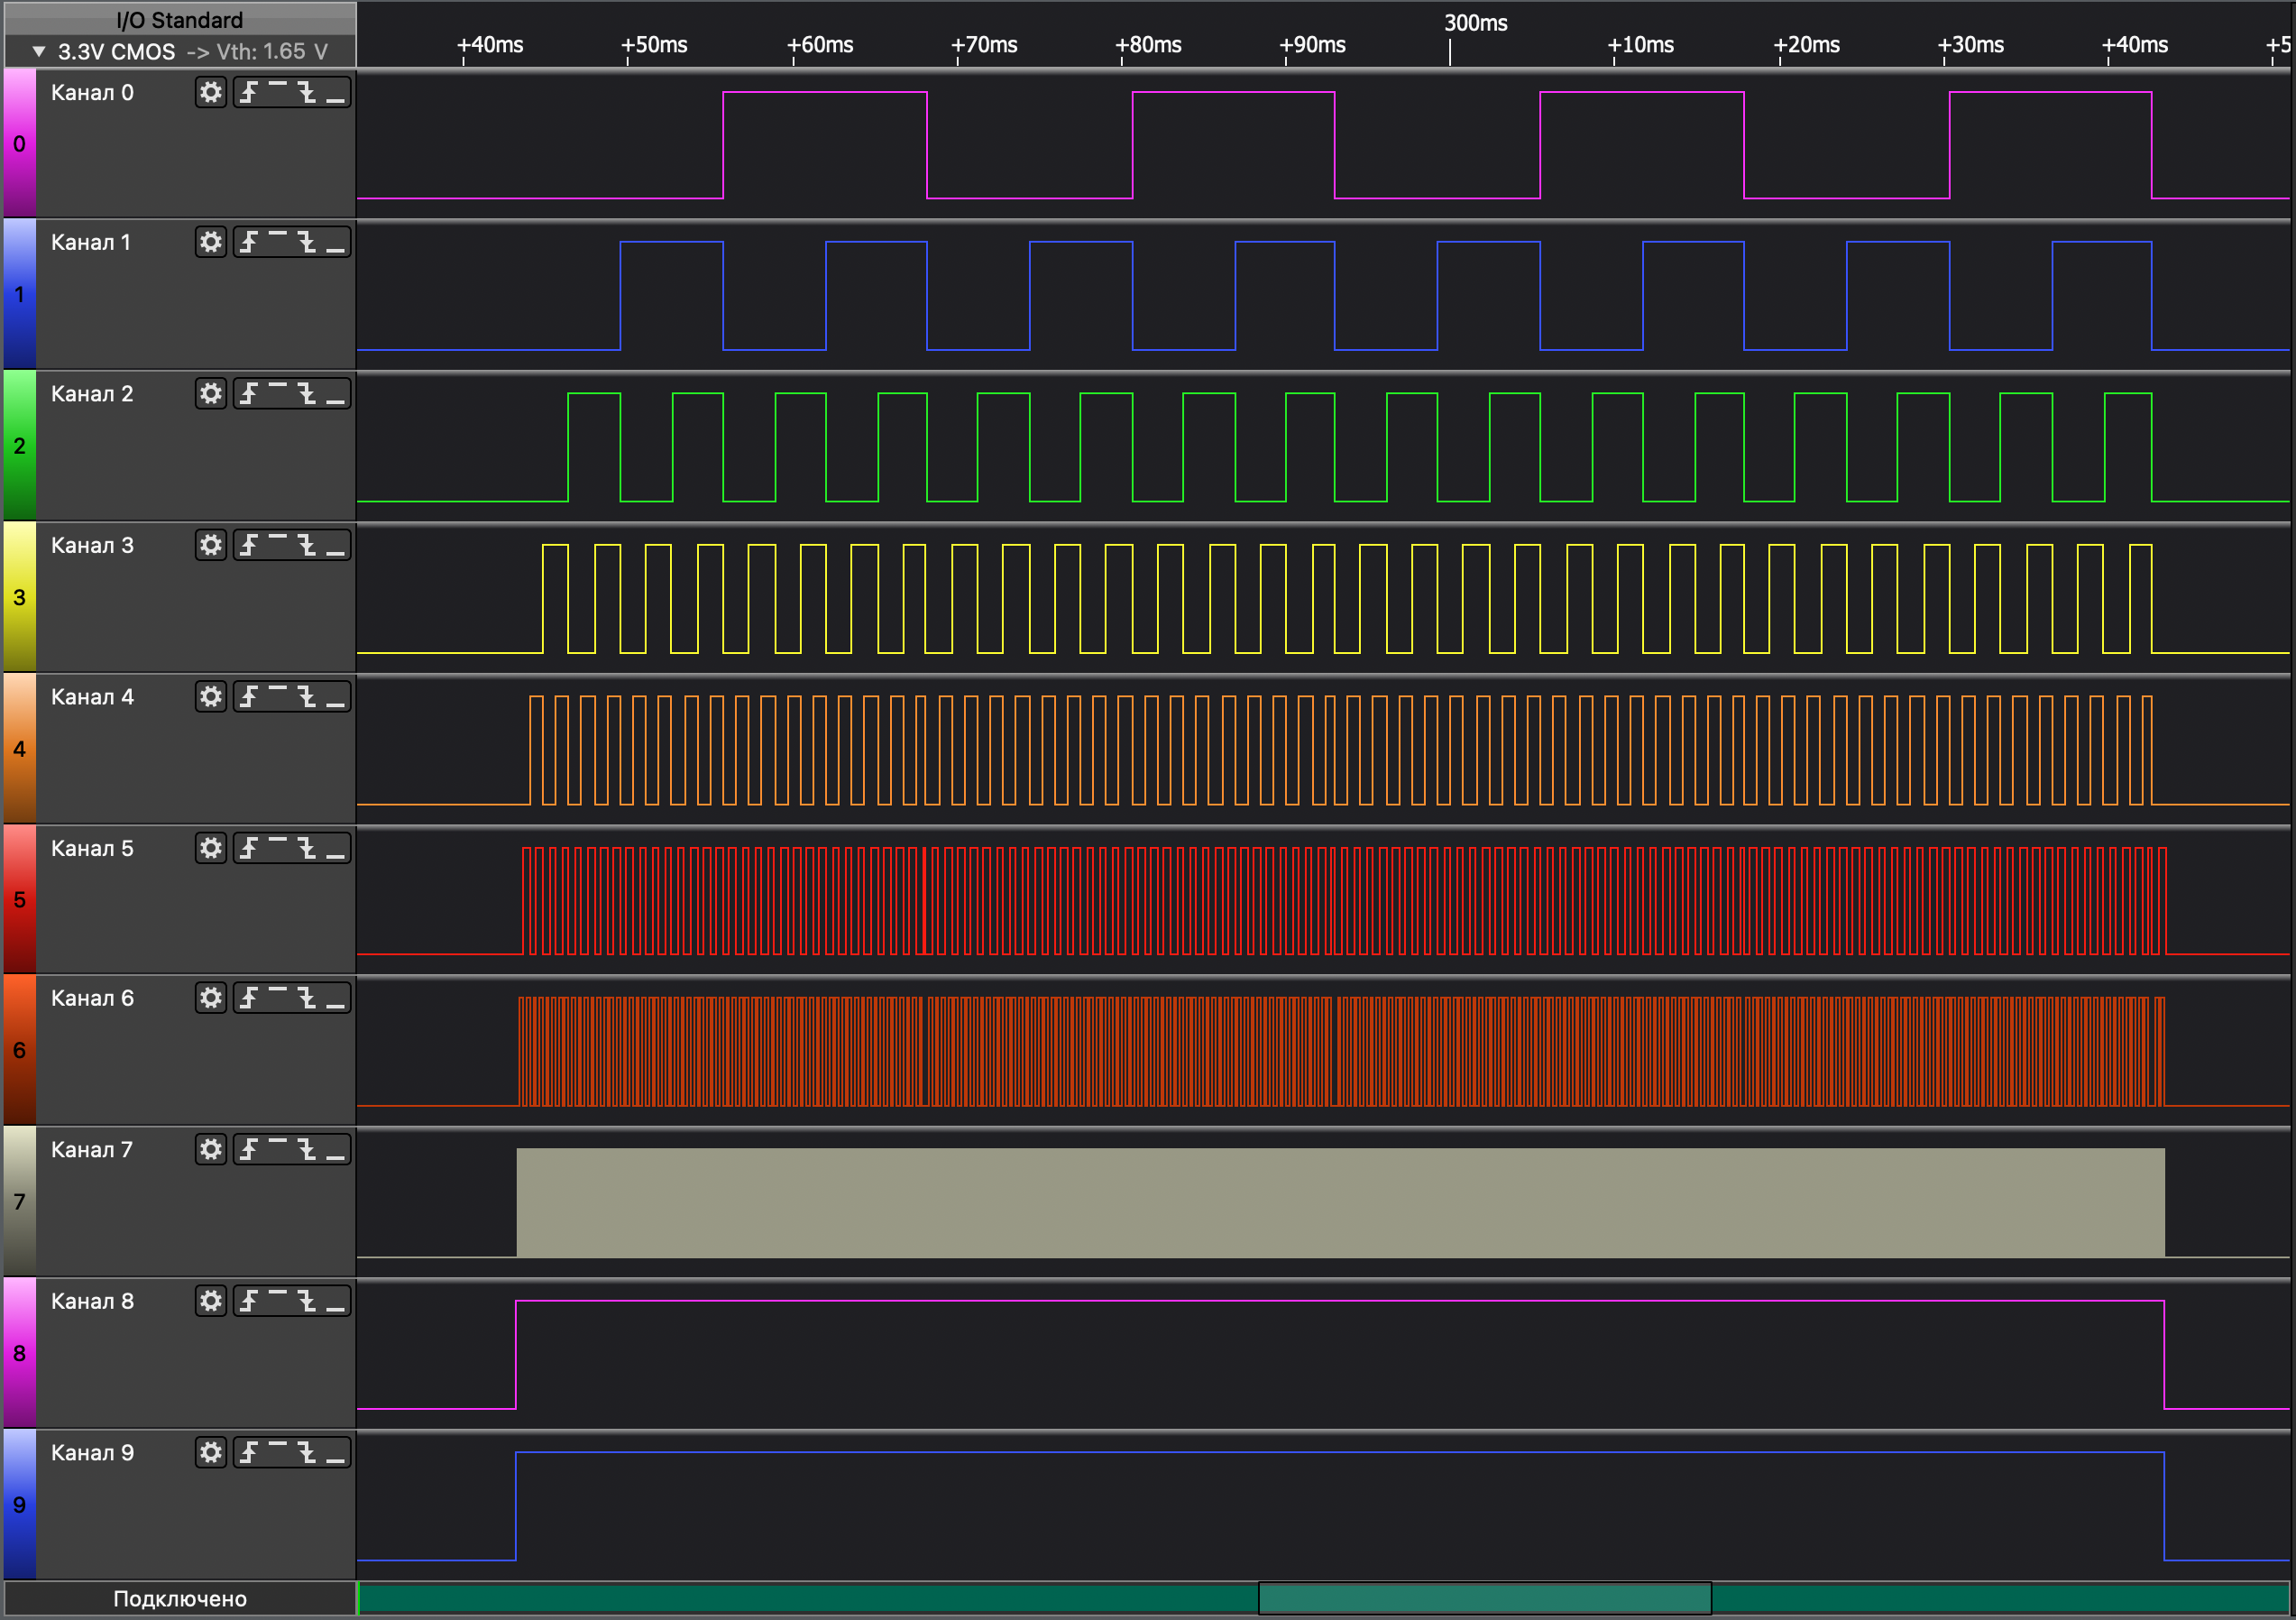 I/O Standard
▼ 3.3V CMOS -> Vth: 1.65 V
300ms
+40ms +50ms +60ms +70ms +80ms +90ms +10ms +20ms +30ms +40ms +5
Канал 0
0
Канал 1
1
Канал 2
2
Канал 3
3
Канал 4
4
Канал 5
5
Канал 6
6
Канал 7
7
Канал 8
8
Канал 9
9
Подключено